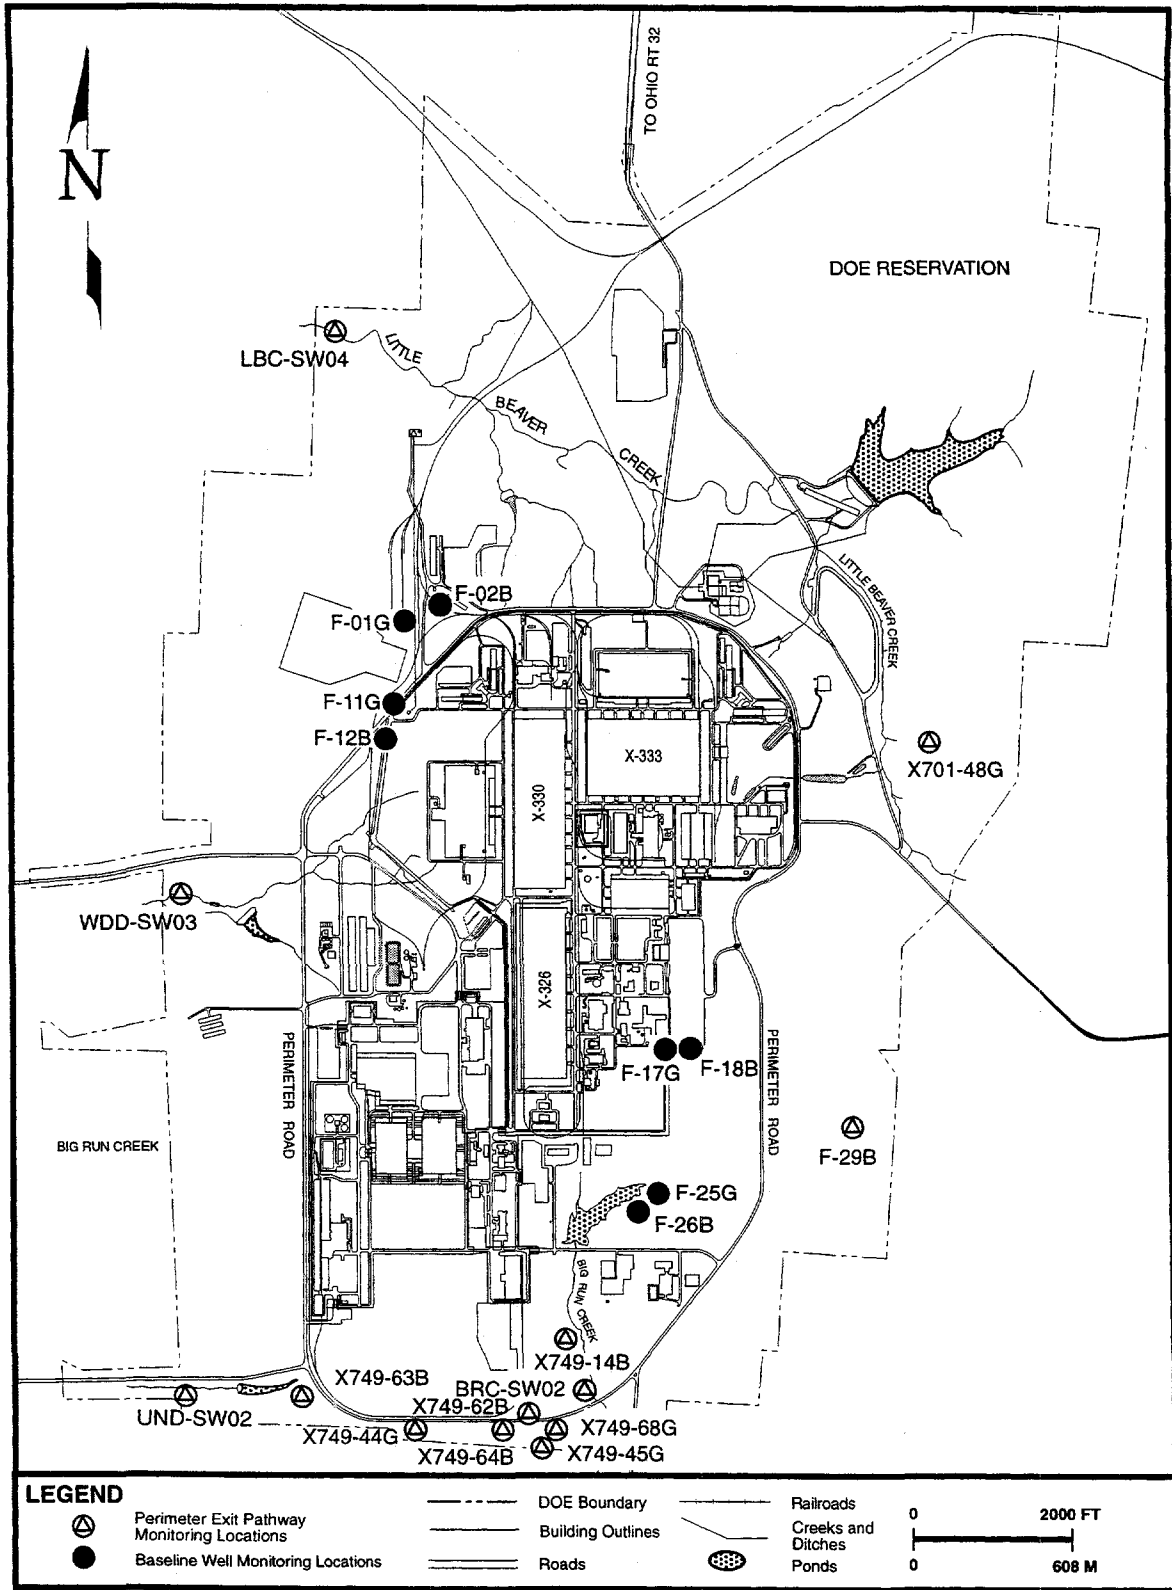 TO OHIO RT 32
N
DOE RESERVATION
LBC-SW04
LITTLE
BEAVER
CREEK
LITTLE BEAVER CREEK
F-02B
F-01G
F-11G
F-12B
X-333
X-330
X701-48G
WDD-SW03
X-326
PERIMETER ROAD
F-17G
F-18B
PERIMETER ROAD
BIG RUN CREEK
F-29B
F-25G
F-26B
BIG RUN CREEK
X749-14B
X749-63B
BRC-SW02
X749-62B
UND-SW02
X749-44G
X749-68G
X749-64B
X749-45G
LEGEND
Perimeter Exit Pathway
Monitoring Locations
Baseline Well Monitoring Locations
DOE Boundary
Building Outlines
Roads
Railroads
Creeks and
Ditches
Ponds
0 2000 FT
0 608 M